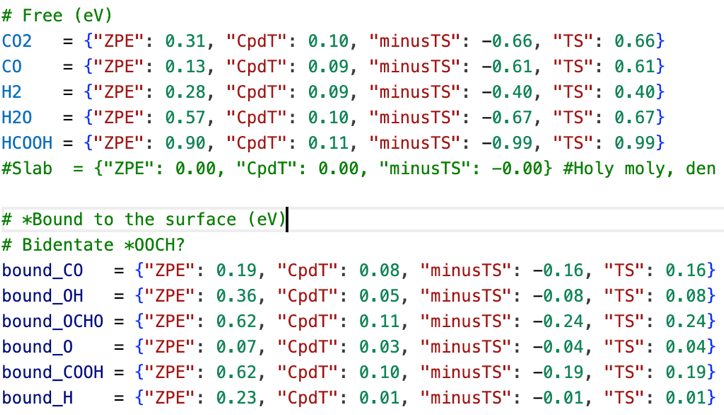 # Free (eV)
CO2   = {"ZPE": 0.31, "CpdT": 0.10, "minusTS": -0.66, "TS": 0.66}
CO    = {"ZPE": 0.13, "CpdT": 0.09, "minusTS": -0.61, "TS": 0.61}
H2    = {"ZPE": 0.28, "CpdT": 0.09, "minusTS": -0.40, "TS": 0.40}
H2O   = {"ZPE": 0.57, "CpdT": 0.10, "minusTS": -0.67, "TS": 0.67}
HCOOH = {"ZPE": 0.90, "CpdT": 0.11, "minusTS": -0.99, "TS": 0.99}
#Slab  = {"ZPE": 0.00, "CpdT": 0.00, "minusTS": -0.00} #Holy moly, den
# *Bound to the surface (eV)
# Bidentate *OOCH?
bound_CO   = {"ZPE": 0.19, "CpdT": 0.08, "minusTS": -0.16, "TS": 0.16}
bound_OH   = {"ZPE": 0.36, "CpdT": 0.05, "minusTS": -0.08, "TS": 0.08}
bound_OCHO = {"ZPE": 0.62, "CpdT": 0.11, "minusTS": -0.24, "TS": 0.24}
bound_O    = {"ZPE": 0.07, "CpdT": 0.03, "minusTS": -0.04, "TS": 0.04}
bound_COOH = {"ZPE": 0.62, "CpdT": 0.10, "minusTS": -0.19, "TS": 0.19}
bound_H    = {"ZPE": 0.23, "CpdT": 0.01, "minusTS": -0.01, "TS": 0.01}